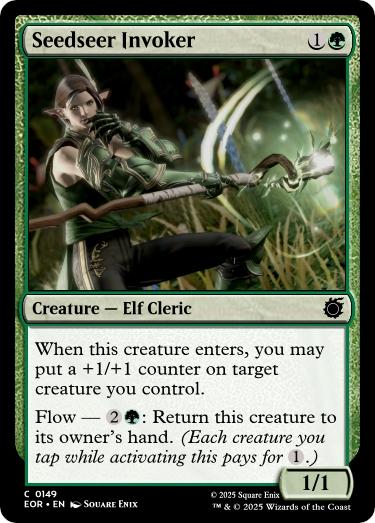 Seedseer Invoker 1
Creature — Elf Cleric
When this creature enters, you may
put a +1/+1 counter on target
creature you control.
Flow — 2 : Return this creature to
its owner's hand. (Each creature you
tap while activating this pays for 1 .)
1/1
C 0149
EOR • EN SQUARE ENIX
© 2025 Square Enix
™ & © 2025 Wizards of the Coast